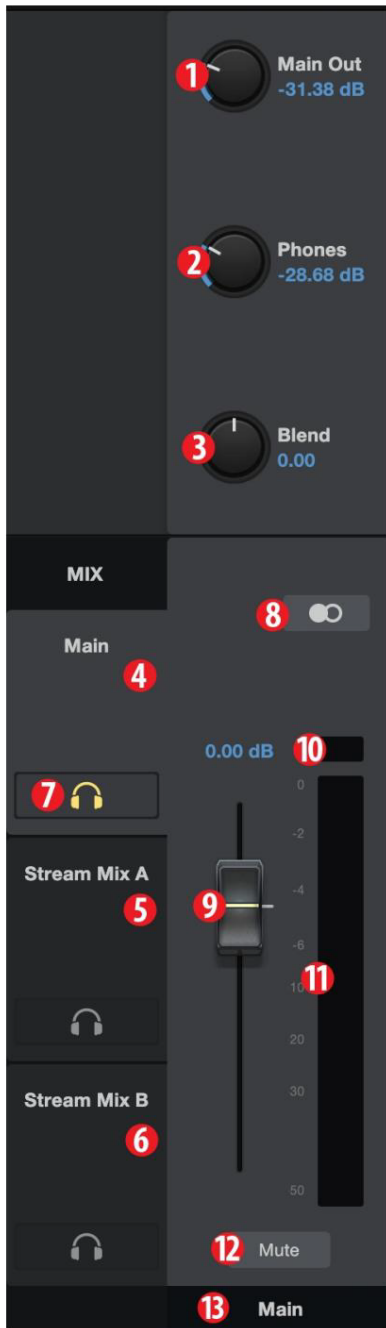 1 Main Out
-31.38 dB
2 Phones
-28.68 dB
3 Blend
0.00
MIX
8
Main
4
0.00 dB 10
7
0
-2
Stream Mix A
5
9
-4
-6
10 11
20
Stream Mix B
30
6
50
12 Mute
13 Main